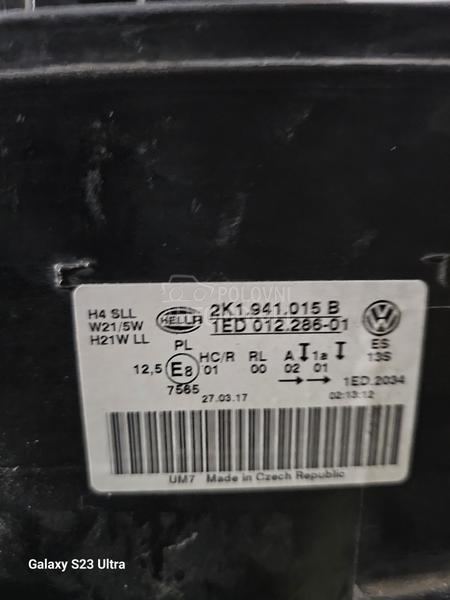 POLOVNI
H4 SLL
W21/5W
H21W LL
HELLA
2K1.941.015 B
1ED 012.286-01
ES
13S
PL
HC/R RL A 1a
12,5 E8 01 00 02 01
7565
27.03.17
1ED.2034
02:13:12
UM7 Made in Czech Republic
Galaxy S23 Ultra